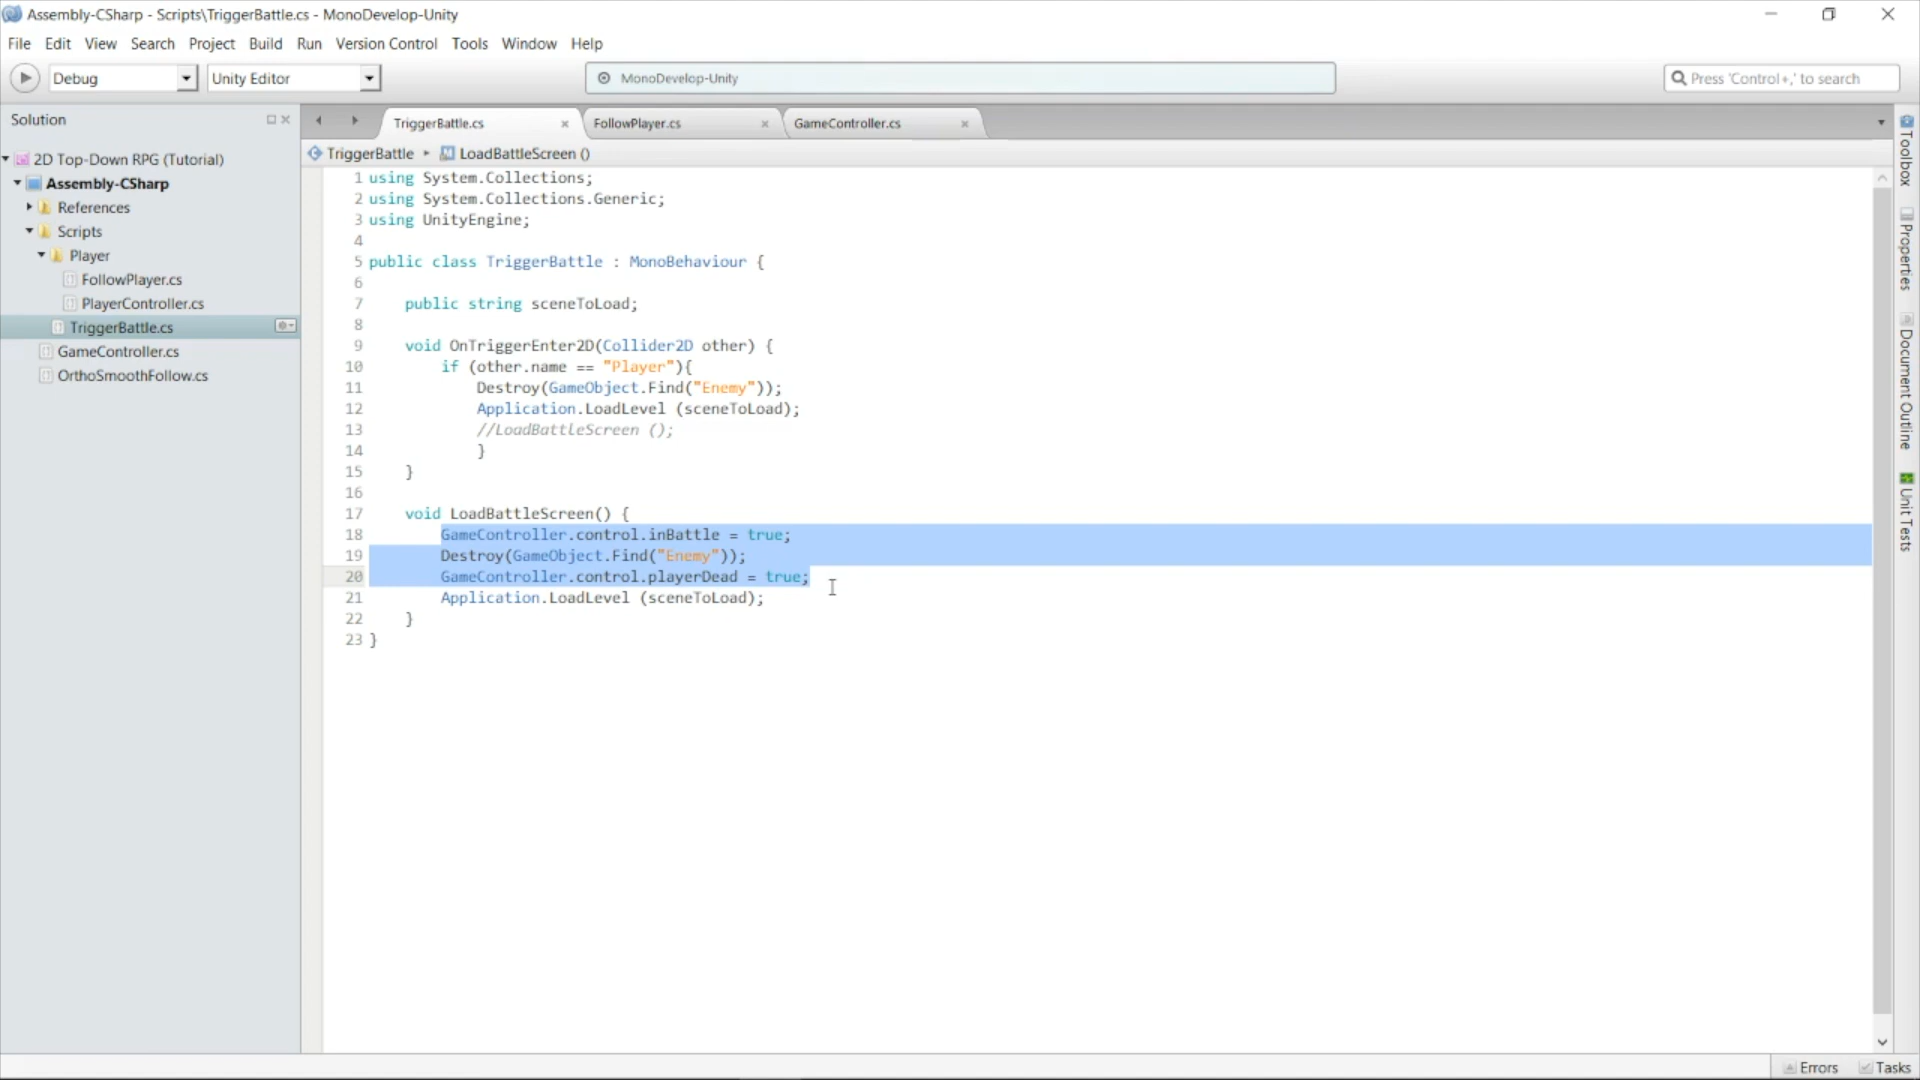 Assembly-CSharp - Scripts\TriggerBattle.cs - MonoDevelop-Unity
File Edit View Search Project Build Run Version Control Tools Window Help
Debug Unity Editor MonoDevelop-Unity Press 'Control+,' to search
Solution
TriggerBattle.cs FollowPlayer.cs GameController.cs
TriggerBattle LoadBattleScreen ()
2D Top-Down RPG (Tutorial)
Assembly-CSharp
References
Scripts
Player
FollowPlayer.cs
PlayerController.cs
TriggerBattle.cs
GameController.cs
OrthoSmoothFollow.cs
1 using System.Collections;
2 using System.Collections.Generic;
3 using UnityEngine;
4
5 public class TriggerBattle : MonoBehaviour {
6
7 public string sceneToLoad;
8
9 void OnTriggerEnter2D(Collider2D other) {
10 if (other.name == "Player"){
11 Destroy(GameObject.Find("Enemy"));
12 Application.LoadLevel (sceneToLoad);
13 //LoadBattleScreen ();
14 }
15 }
16
17 void LoadBattleScreen() {
18 GameController.control.inBattle = true;
19 Destroy(GameObject.Find("Enemy"));
20 GameController.control.playerDead = true;
21 Application.LoadLevel (sceneToLoad);
22 }
23 }
Toolbox
Properties
Document Outline
Unit Tests
Errors Tasks